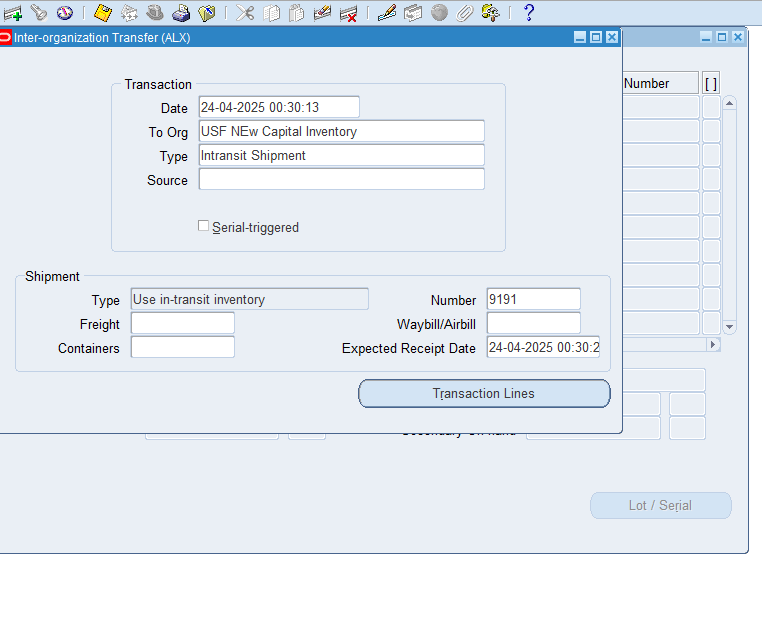 Inter-organization Transfer (ALX)
Number
[ ]
Transaction
Date 24-04-2025 00:30:13
To Org USF NEw Capital Inventory
Type Intransit Shipment
Source
Serial-triggered
Shipment
Type Use in-transit inventory
Number 9191
Freight
Waybill/Airbill
Containers
Expected Receipt Date 24-04-2025 00:30:2
Transaction Lines
Lot / Serial